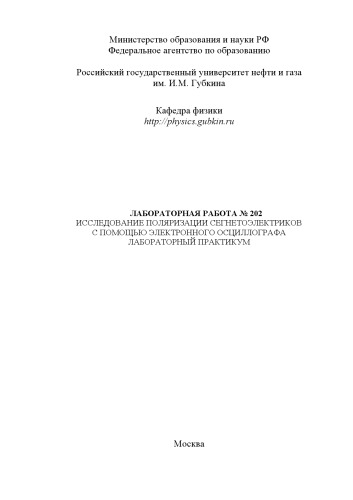 Министерство образования и науки РФ
Федеральное агентство по образованию
Российский государственный университет нефти и газа
им. И.М. Губкина
Кафедра физики
http://physics.gubkin.ru
ЛАБОРАТОРНАЯ РАБОТА № 202
ИССЛЕДОВАНИЕ ПОЛЯРИЗАЦИИ СЕГНЕТОЭЛЕКТРИКОВ
С ПОМОЩЬЮ ЭЛЕКТРОННОГО ОСЦИЛЛОГРАФА
ЛАБОРАТОРНЫЙ ПРАКТИКУМ
Москва